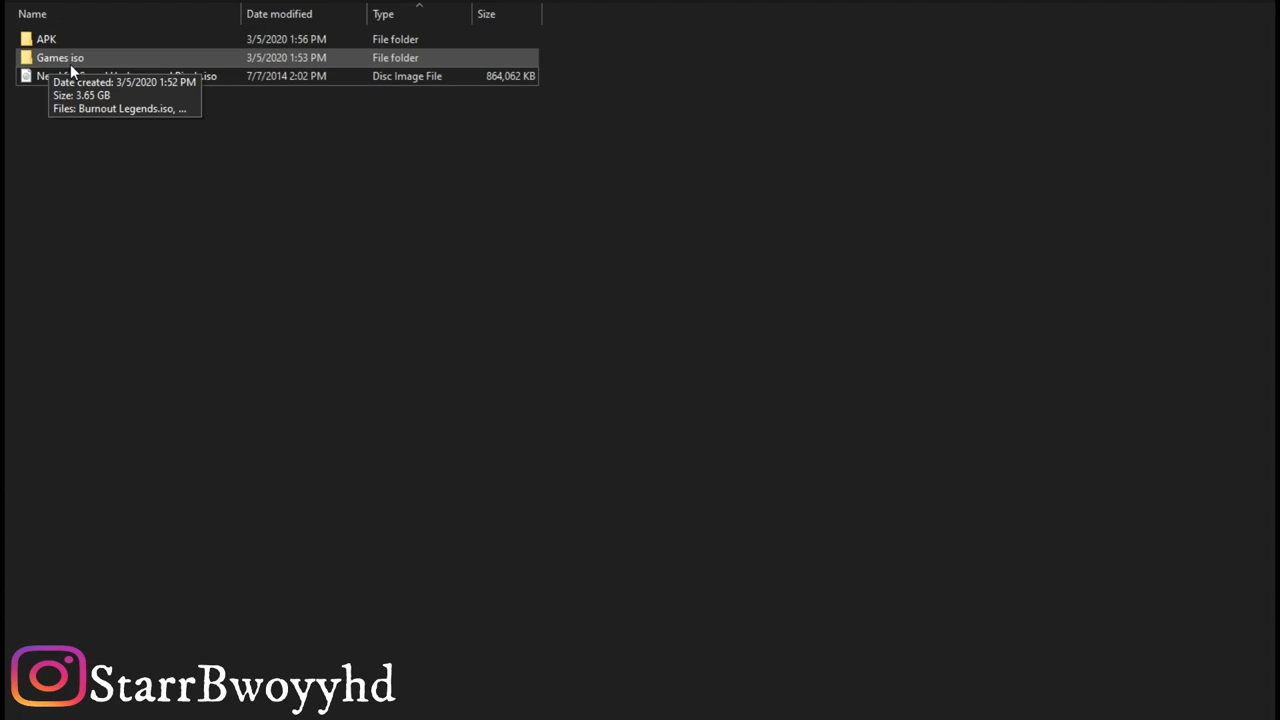 Name Date modified Type Size
APK 3/5/2020 1:56 PM File folder
Games iso 3/5/2020 1:53 PM File folder
.iso 7/7/2014 2:02 PM Disc Image File 864,062 KB
Date created: 3/5/2020 1:52 PM
Size: 3.65 GB
Files: Burnout Legends.iso, ...
StarrBwoyyhd